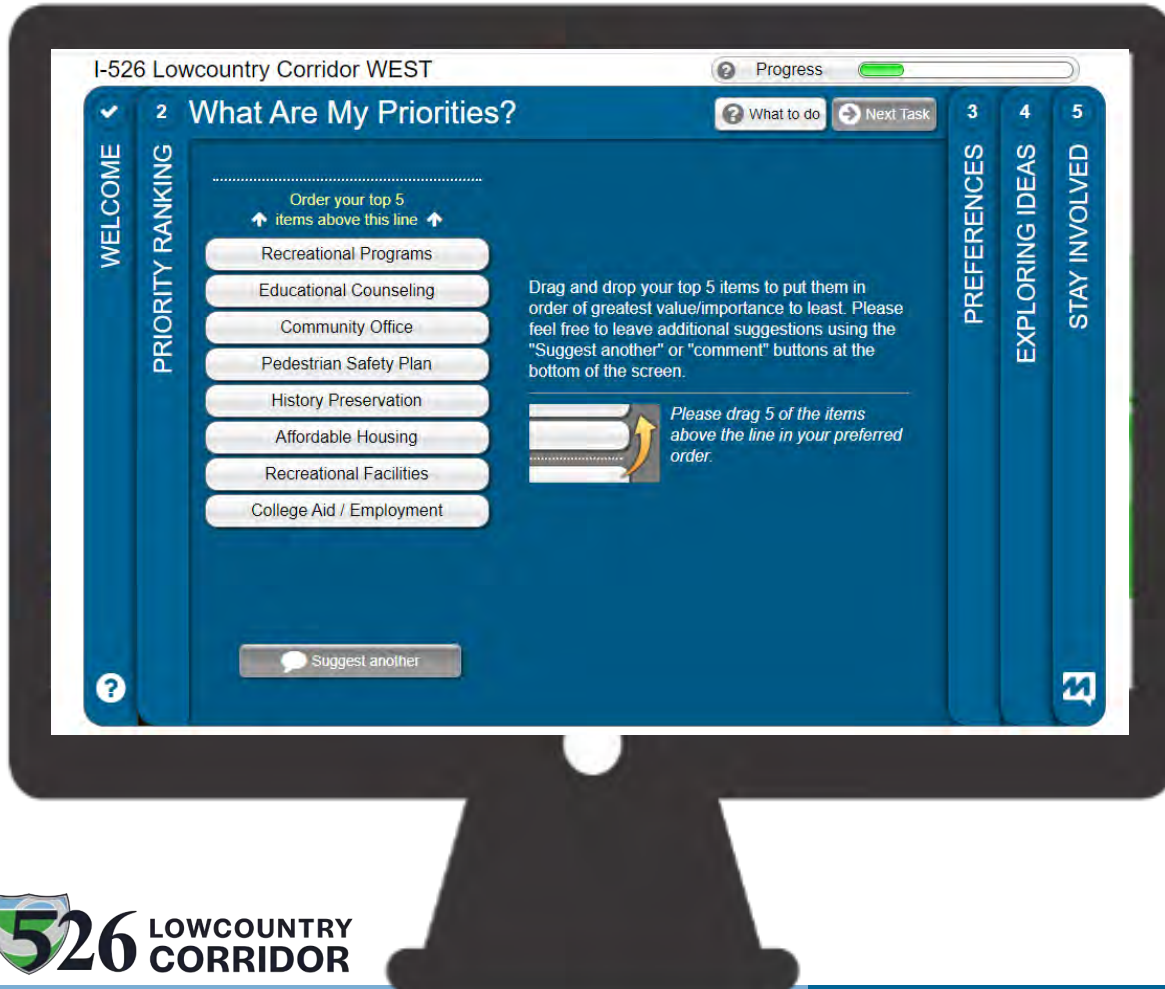 I-526 Lowcountry Corridor WEST
Progress
WELCOME
2
PRIORITY RANKING
What Are My Priorities?
What to do
Next Task
Order your top 5
items above this line
Recreational Programs
Educational Counseling
Community Office
Pedestrian Safety Plan
History Preservation
Affordable Housing
Recreational Facilities
College Aid / Employment
Suggest another
Drag and drop your top 5 items to put them in
order of greatest value/importance to least. Please
feel free to leave additional suggestions using the
"Suggest another" or "comment" buttons at the
bottom of the screen.
Please drag 5 of the items
above the line in your preferred
order.
3
PREFERENCES
4
EXPLORING IDEAS
5
STAY INVOLVED
526 LOWCOUNTRY
CORRIDOR